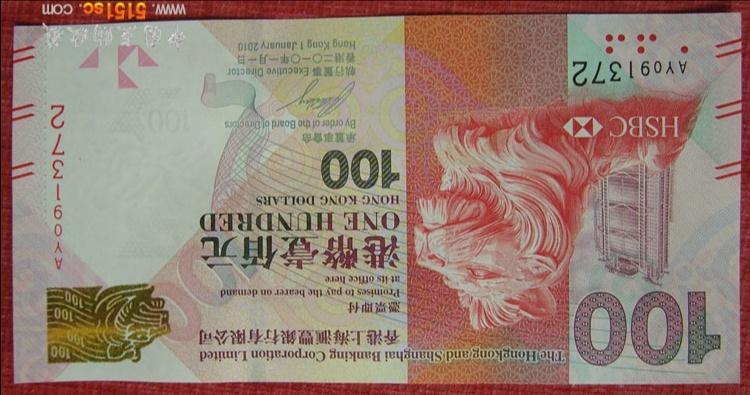 www.5151sc.com
100
The Hongkong and Shanghai Banking Corporation Limited
香港上海滙豐銀行有限公司
憑票即付
Promises to pay the bearer on demand
at its office here
港幣壹佰元
ONE HUNDRED
HONG KONG DOLLARS
100
承董事會命
By order of the Board of Directors
執行董事 Executive Director
香港二〇一〇年一月一日
Hong Kong 1 January 2010
HSBC
AY091372
AY091372
100
100
100
100
100